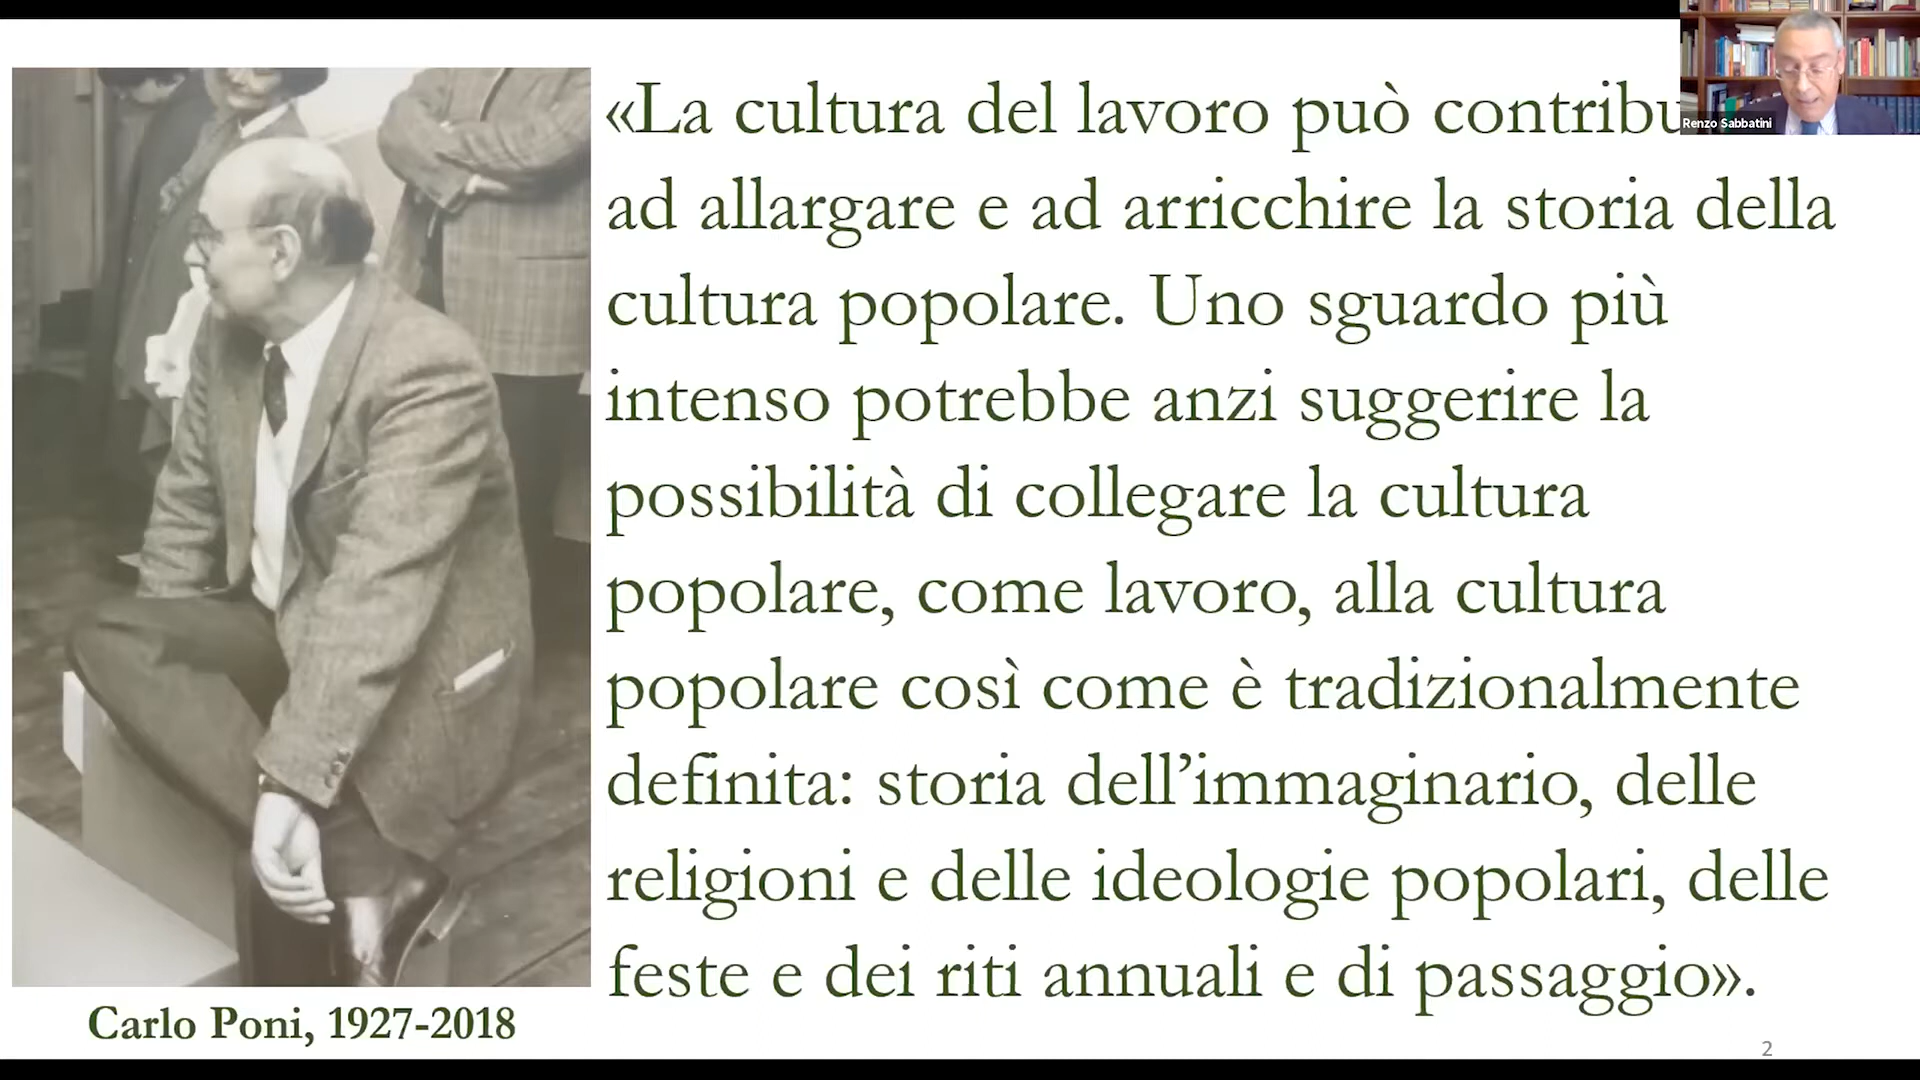 «La cultura del lavoro può contribu
ad allargare e ad arricchire la storia della
cultura popolare. Uno sguardo più
intenso potrebbe anzi suggerire la
possibilità di collegare la cultura
popolare, come lavoro, alla cultura
popolare così come è tradizionalmente
definita: storia dell’immaginario, delle
religioni e delle ideologie popolari, delle
feste e dei riti annuali e di passaggio».
Carlo Poni, 1927-2018
Renzo Sabbatini
2